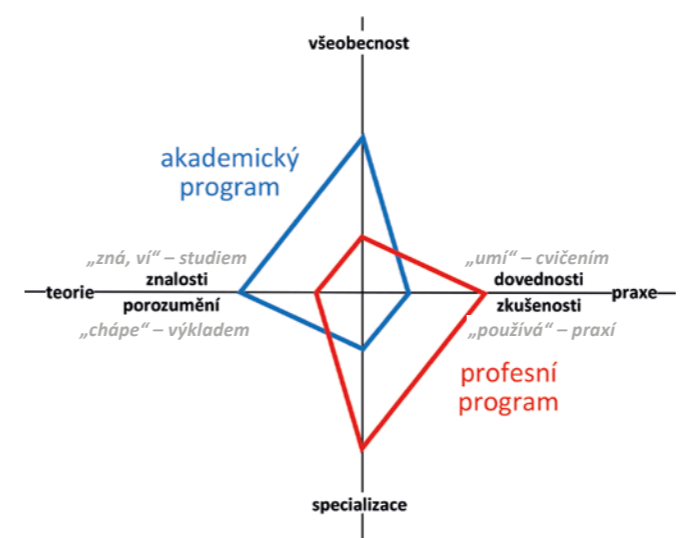 všeobecnost
akademický
program
„zná, ví“ – studiem
„umí“ – cvičením
znalosti
dovednosti
teorie
praxe
porozumění
zkušenosti
„chápe“ – výkladem
„používá“ – praxí
profesní
program
specializace